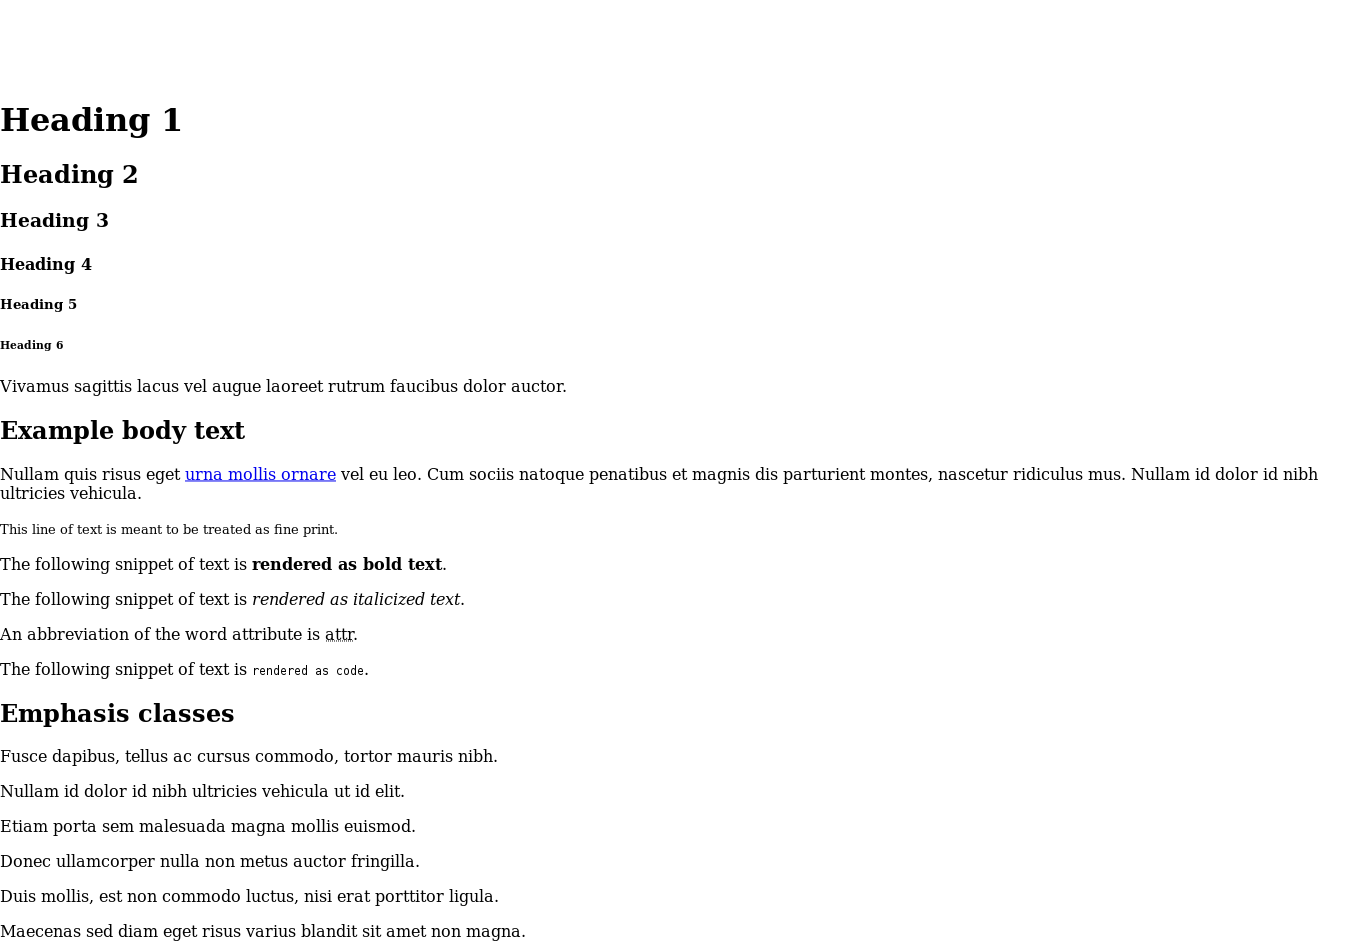 Heading 1
Heading 2
Heading 3
Heading 4
Heading 5
Heading 6
Vivamus sagittis lacus vel augue laoreet rutrum faucibus dolor auctor.
Example body text
Nullam quis risus eget urna mollis ornare vel eu leo. Cum sociis natoque penatibus et magnis dis parturient montes, nascetur ridiculus mus. Nullam id dolor id nibh
ultricies vehicula.
This line of text is meant to be treated as fine print.
The following snippet of text is rendered as bold text.
The following snippet of text is rendered as italicized text.
An abbreviation of the word attribute is attr.
The following snippet of text is rendered as code.
Emphasis classes
Fusce dapibus, tellus ac cursus commodo, tortor mauris nibh.
Nullam id dolor id nibh ultricies vehicula ut id elit.
Etiam porta sem malesuada magna mollis euismod.
Donec ullamcorper nulla non metus auctor fringilla.
Duis mollis, est non commodo luctus, nisi erat porttitor ligula.
Maecenas sed diam eget risus varius blandit sit amet non magna.